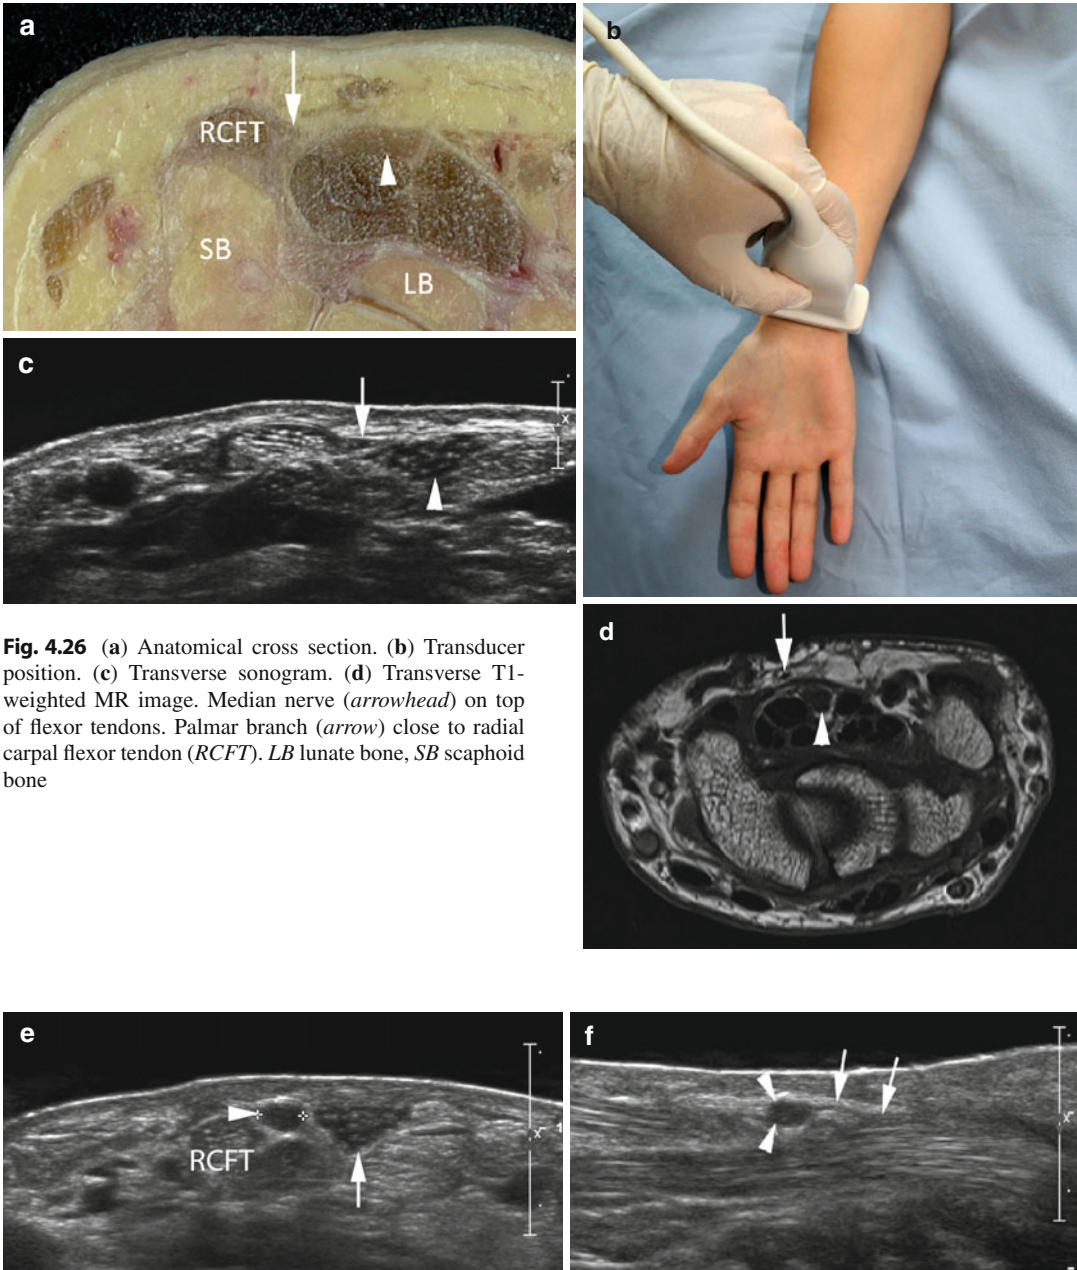 a
RCFT
SB
LB
b
c
x
Fig. 4.26 (a) Anatomical cross section. (b) Transducer
position. (c) Transverse sonogram. (d) Transverse T1-
weighted MR image. Median nerve (arrowhead) on top
of flexor tendons. Palmar branch (arrow) close to radial
carpal flexor tendon (RCFT). LB lunate bone, SB scaphoid
bone
d
e
RCFT
x
f
x